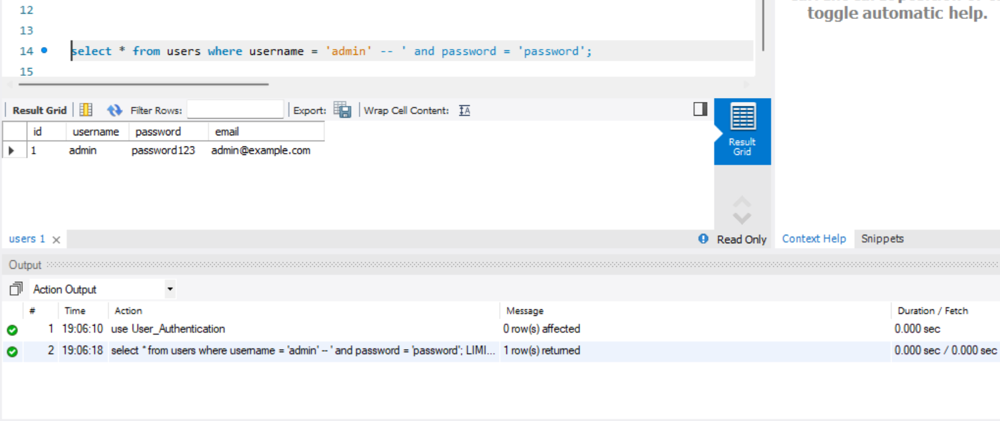 toggle automatic help.
12
13
14 select * from users where username = 'admin' -- ' and password = 'password';
15
Result Grid Filter Rows: Export: Wrap Cell Content: IA
id username password email
1 admin password123 admin@example.com
Result
Grid
users 1 Read Only Context Help Snippets
Output
Action Output
# Time Action Message Duration / Fetch
1 19:06:10 use User_Authentication 0 row(s) affected 0.000 sec
2 19:06:18 select * from users where username = 'admin' -- ' and password = 'password'; LIMI... 1 row(s) returned 0.000 sec / 0.000 sec